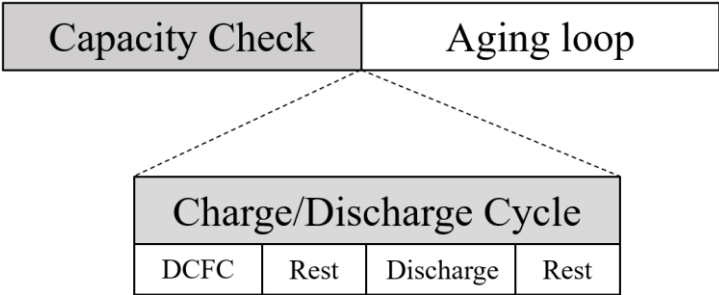 Capacity Check Aging loop
Charge/Discharge Cycle
DCFC Rest Discharge Rest